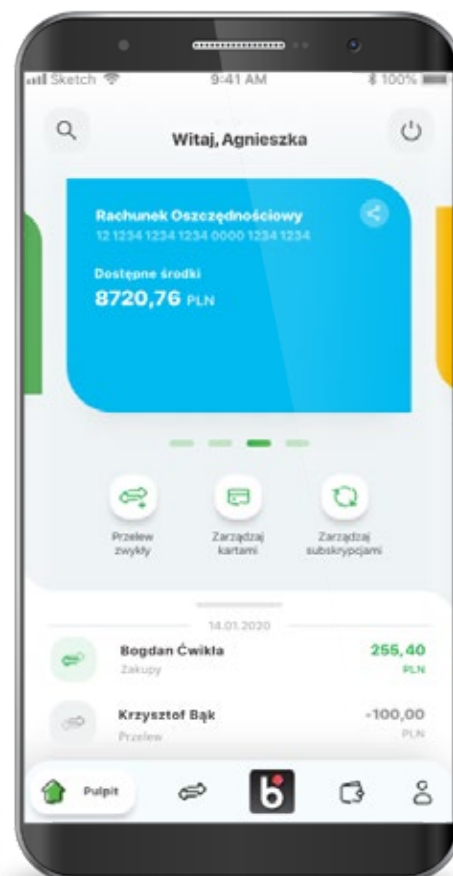 Sketch
9:41 AM
100%
Witaj, Agnieszka
Rachunek Oszczędnościowy
12 1234 1234 1234 0000 1234 1234
Dostępne środki
8720,76 PLN
Przelew
zwykły
Zarządzaj
kartami
Zarządzaj
subskrypcjami
14.01.2020
Bogdan Ćwikła
255,40
Zakupy
PLN
Krzysztof Bąk
-100,00
Przelew
PLN
Pulpit
b